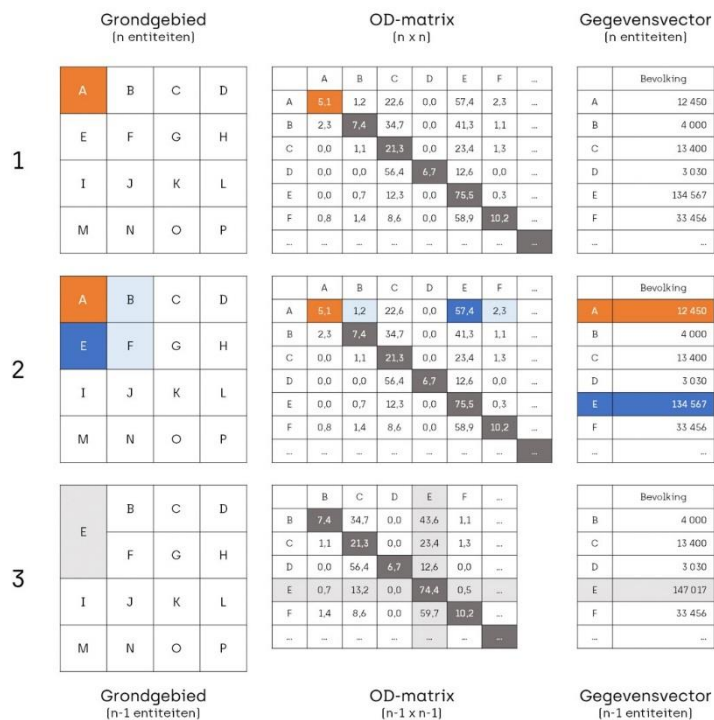 Grondgebied OD-matrix Gegevensvector
(n entiteiten) (n x n) (n entiteiten)
1
A B C D
E F G H
I J K L
M N O P
A B C D E F ...
A 5,1 1,2 22,6 0,0 57,4 2,3 ...
B 2,3 7,4 34,7 0,0 41,3 1,1 ...
C 0,0 1,1 21,3 0,0 23,4 1,3 ...
D 0,0 0,0 56,4 6,7 12,6 0,0 ...
E 0,0 0,7 12,3 0,0 75,5 0,3 ...
F 0,8 1,4 8,6 0,0 58,9 10,2 ...
... ... ... ... ... ... ... ...
Bevolking
A 12 450
B 4 000
C 13 400
D 3 030
E 134 567
F 33 456
... ...
2
A B C D
E F G H
I J K L
M N O P
A B C D E F ...
A 5,1 1,2 22,6 0,0 57,4 2,3 ...
B 2,3 7,4 34,7 0,0 41,3 1,1 ...
C 0,0 1,1 21,3 0,0 23,4 1,3 ...
D 0,0 0,0 56,4 6,7 12,6 0,0 ...
E 0,0 0,7 12,3 0,0 75,5 0,3 ...
F 0,8 1,4 8,6 0,0 58,9 10,2 ...
... ... ... ... ... ... ... ...
Bevolking
A 12 450
B 4 000
C 13 400
D 3 030
E 134 567
F 33 456
... ...
3
E B C D
F G H
I J K L
M N O P
B C D E F ...
B 7,4 34,7 0,0 43,6 1,1 ...
C 1,1 21,3 0,0 23,4 1,3 ...
D 0,0 56,4 6,7 12,6 0,0 ...
E 0,7 13,2 0,0 74,4 0,5 ...
F 1,4 8,6 0,0 59,7 10,2 ...
... ... ... ... ... ... ...
Bevolking
B 4 000
C 13 400
D 3 030
E 147 017
F 33 456
... ...
Grondgebied OD-matrix Gegevensvector
(n-1 entiteiten) (n-1 x n-1) (n-1 entiteiten)